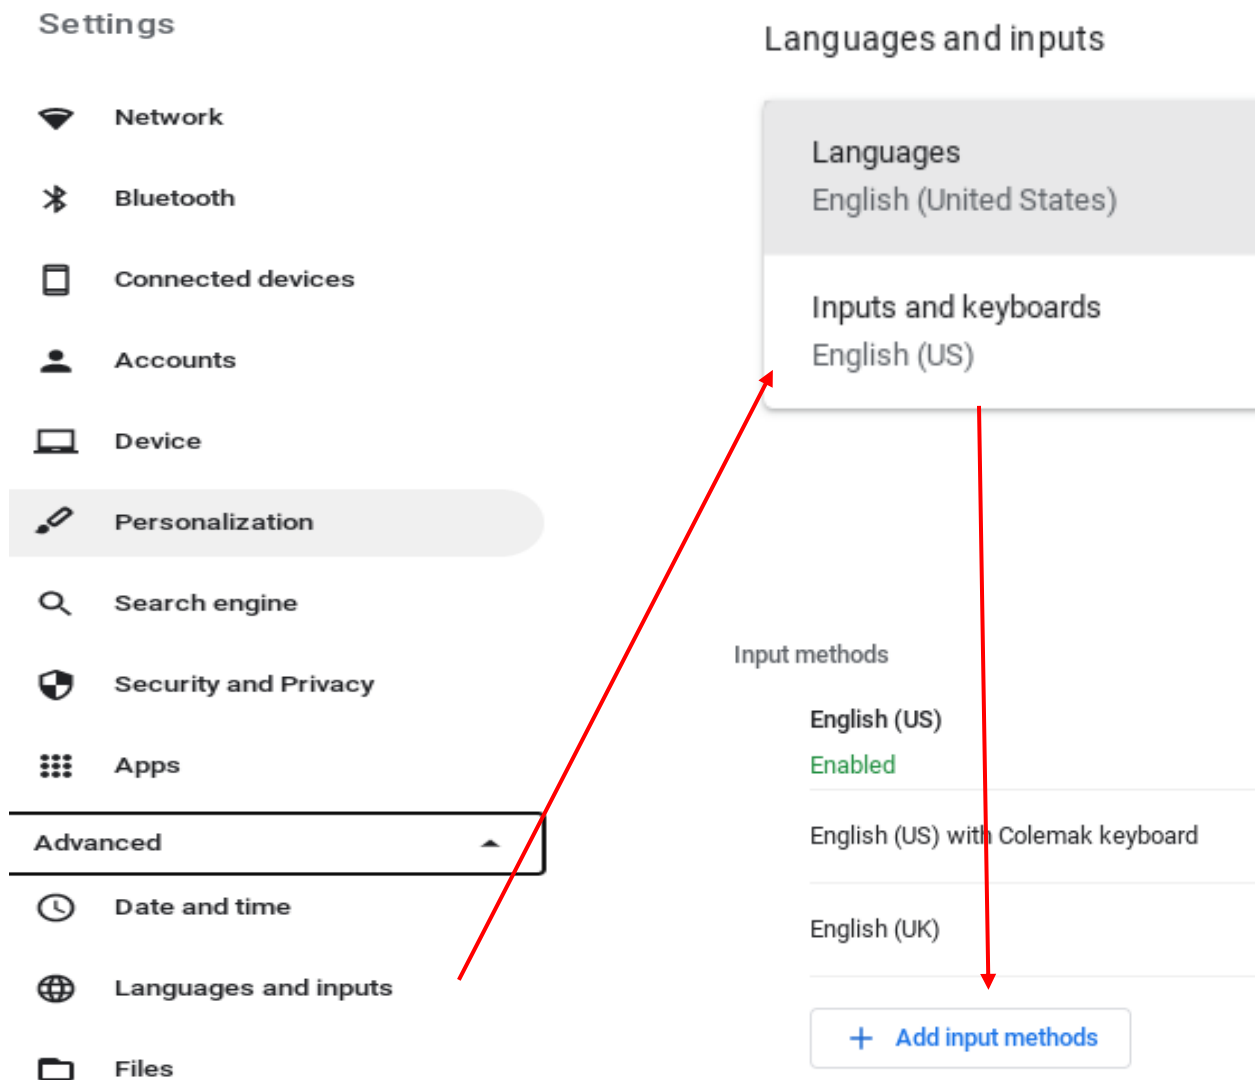 Settings
Network
Bluetooth
Connected devices
Accounts
Device
Personalization
Search engine
Security and Privacy
Apps
Advanced
Date and time
Languages and inputs
Files
Languages and inputs
Languages
English (United States)
Inputs and keyboards
English (US)
Input methods
English (US)
Enabled
English (US) with Colemak keyboard
English (UK)
+ Add input methods